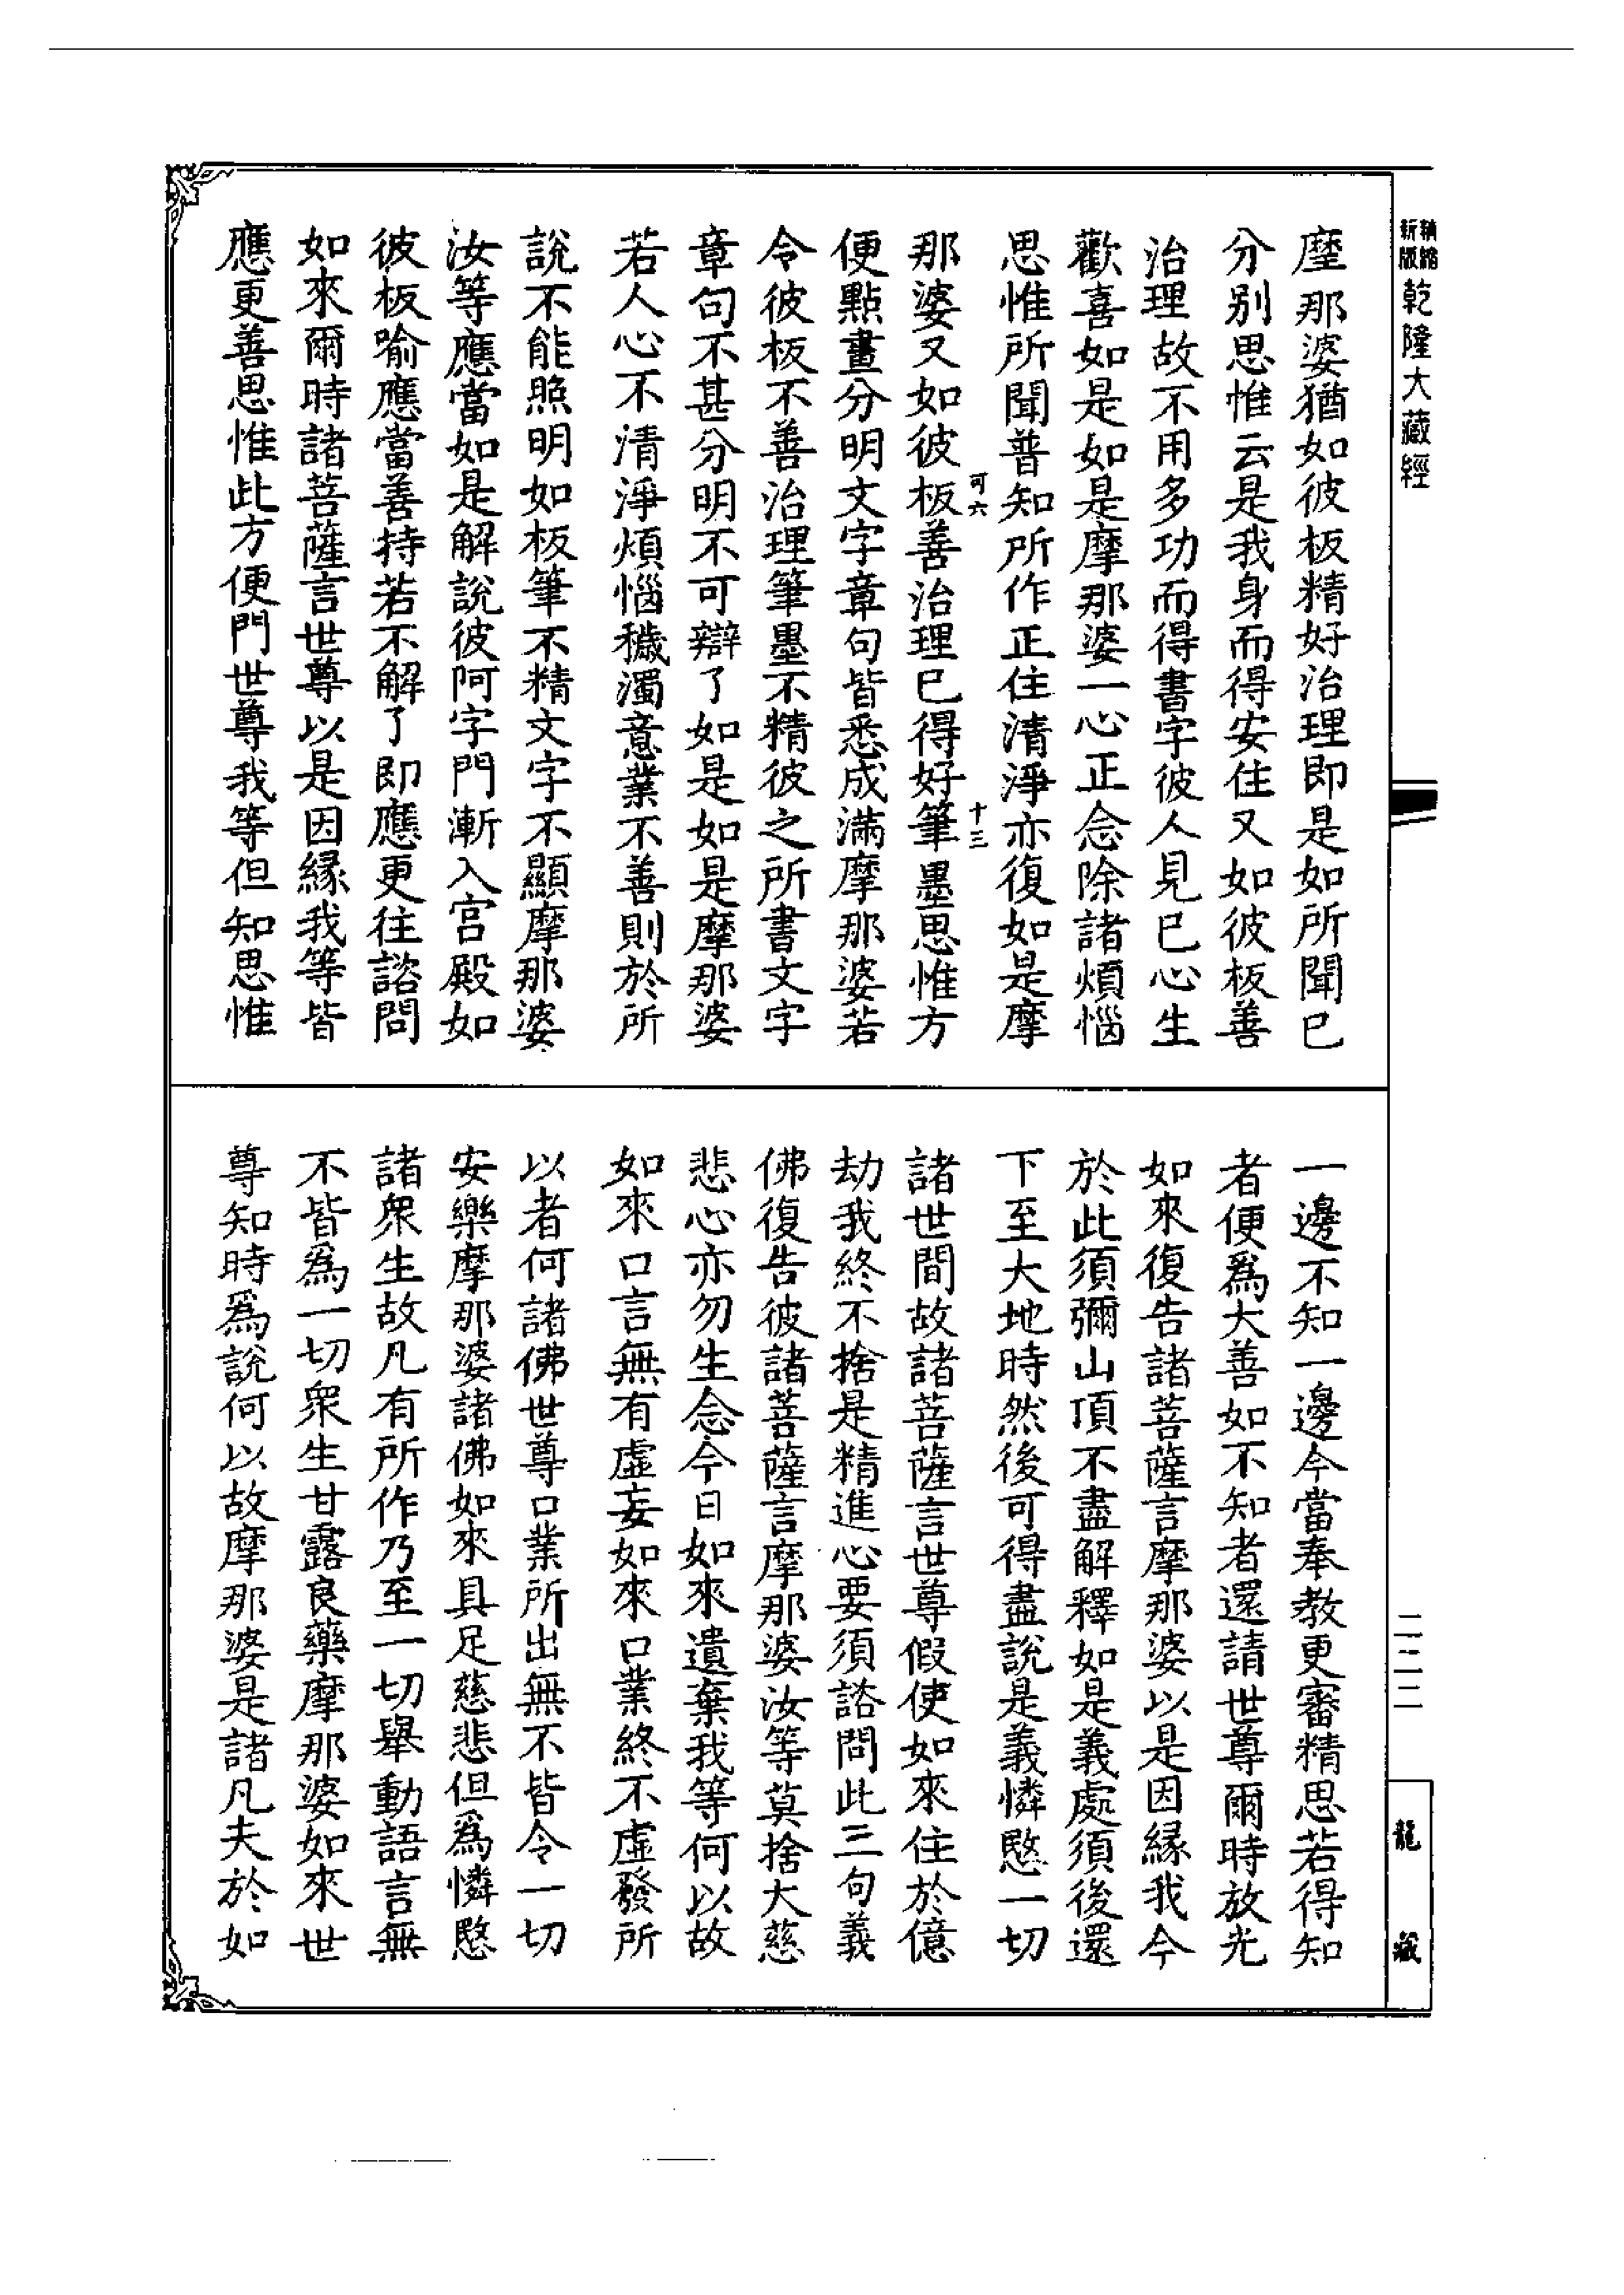 新版精縮乾隆大藏經
摩那婆猶如彼板精好治理即是如所聞已
分别思惟云是我身而得安住又如彼板善
治理故不用多功而得書字彼人見已心生
歡喜如是如是摩那婆一心正念除諸煩惱
思惟所聞普知所作正住清淨亦復如是摩
可六 十三
那婆又如彼板善治理已得好筆墨思惟方
便點畫分明文字章句皆悉成滿摩那婆若
令彼板不善治理筆墨不精彼之所書文字
章句不甚分明不可辯了如是如是摩那婆
若人心不清淨煩惱穢濁意業不善則於所
說不能照明如板筆不精文字不顯摩那婆
汝等應當如是解說彼阿字門漸入宫殿如
彼板喻應當善持若不解了即應更往諮問
如來爾時諸菩薩言世尊以是因緣我等皆
應更善思惟此方便門世尊我等但知思惟
一邊不知一邊今當奉教更審精思若得知
者便爲大善如不知者還請世尊爾時放光
如來復告諸菩薩言摩那婆以是因緣我今
於此須彌山頂不盡解釋如是義處須後還
下至大地時然後可得盡說是義憐愍一切
諸世間故諸菩薩言世尊假使如來住於億
劫我終不捨是精進心要須諮問此三句義
佛復告彼諸菩薩言摩那婆汝等莫捨大慈
悲心亦勿生念今日如來遺棄我等何以故
如來口言無有虛妄如來口業終不虛發所
以者何諸佛世尊口業所出無不皆令一切
安樂摩那婆諸佛如來具足慈悲但爲憐愍
諸衆生故凡有所作乃至一切舉動語言無
不皆爲一切衆生甘露良藥摩那婆如來世
尊知時爲說何以故摩那婆是諸凡夫於如
二二二
龍藏